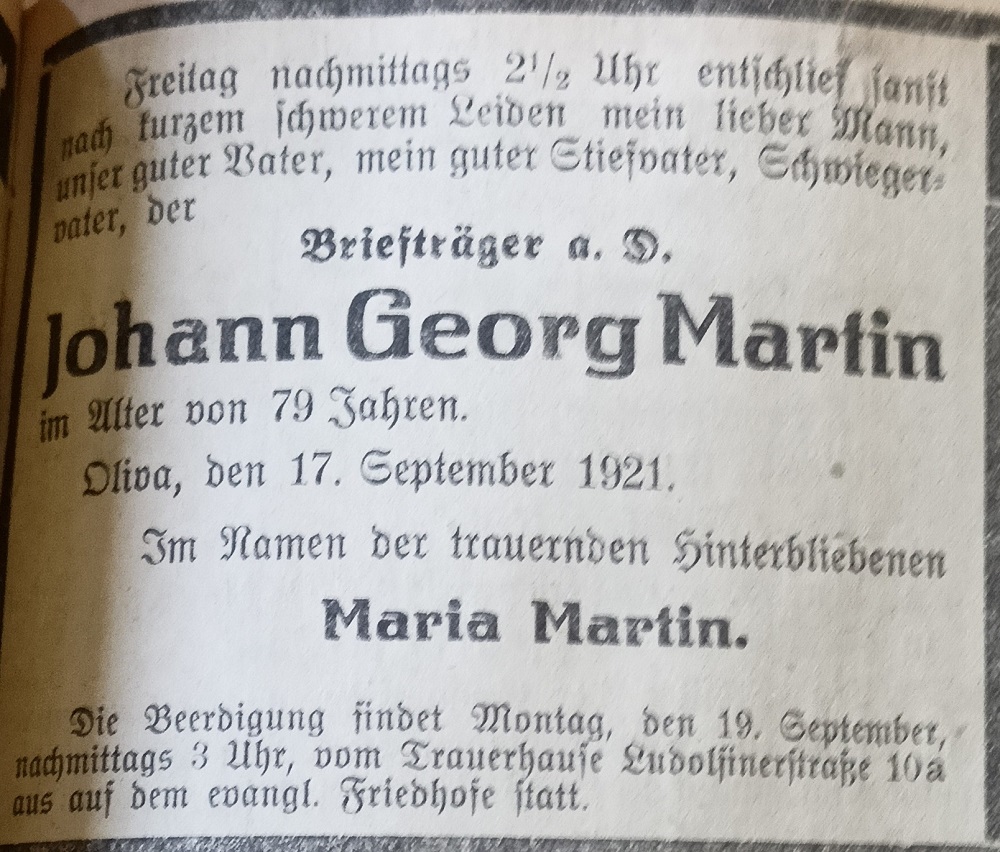 Freitag nachmittags 2 1/2 Uhr entschlief sanft
nach kurzem schwerem Leiden mein lieber Mann,
unser guter Vater, mein guter Stiefvater, Schwieger-
vater, der
Briefträger a. D.
Johann Georg Martin
im Alter von 79 Jahren.
Oliva, den 17. September 1921.
Im Namen der trauernden Hinterbliebenen
Maria Martin.
Die Beerdigung findet Montag, den 19. September,
nachmittags 3 Uhr, vom Trauerhause Ludolfinerstraße 10a
aus auf dem evangl. Friedhofe statt.